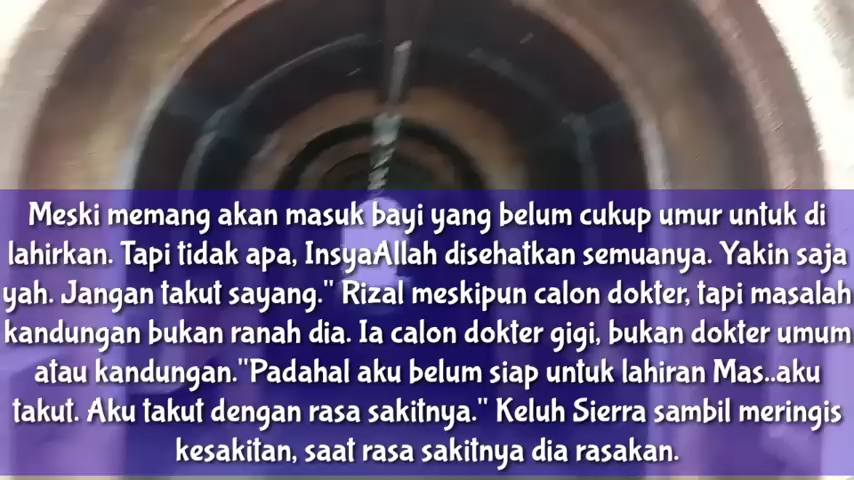 Meski memang akan masuk bayi yang belum cukup umur untuk di
lahirkan. Tapi tidak apa, InsyaAllah disehatkan semuanya. Yakin saja
yah. Jangan takut sayang." Rizal meskipun calon dokter, tapi masalah
kandungan bukan ranah dia. Ia calon dokter gigi, bukan dokter umum
atau kandungan."Padahal aku belum siap untuk lahiran Mas..aku
takut. Aku takut dengan rasa sakitnya." Keluh Sierra sambil meringis
kesakitan, saat rasa sakitnya dia rasakan.